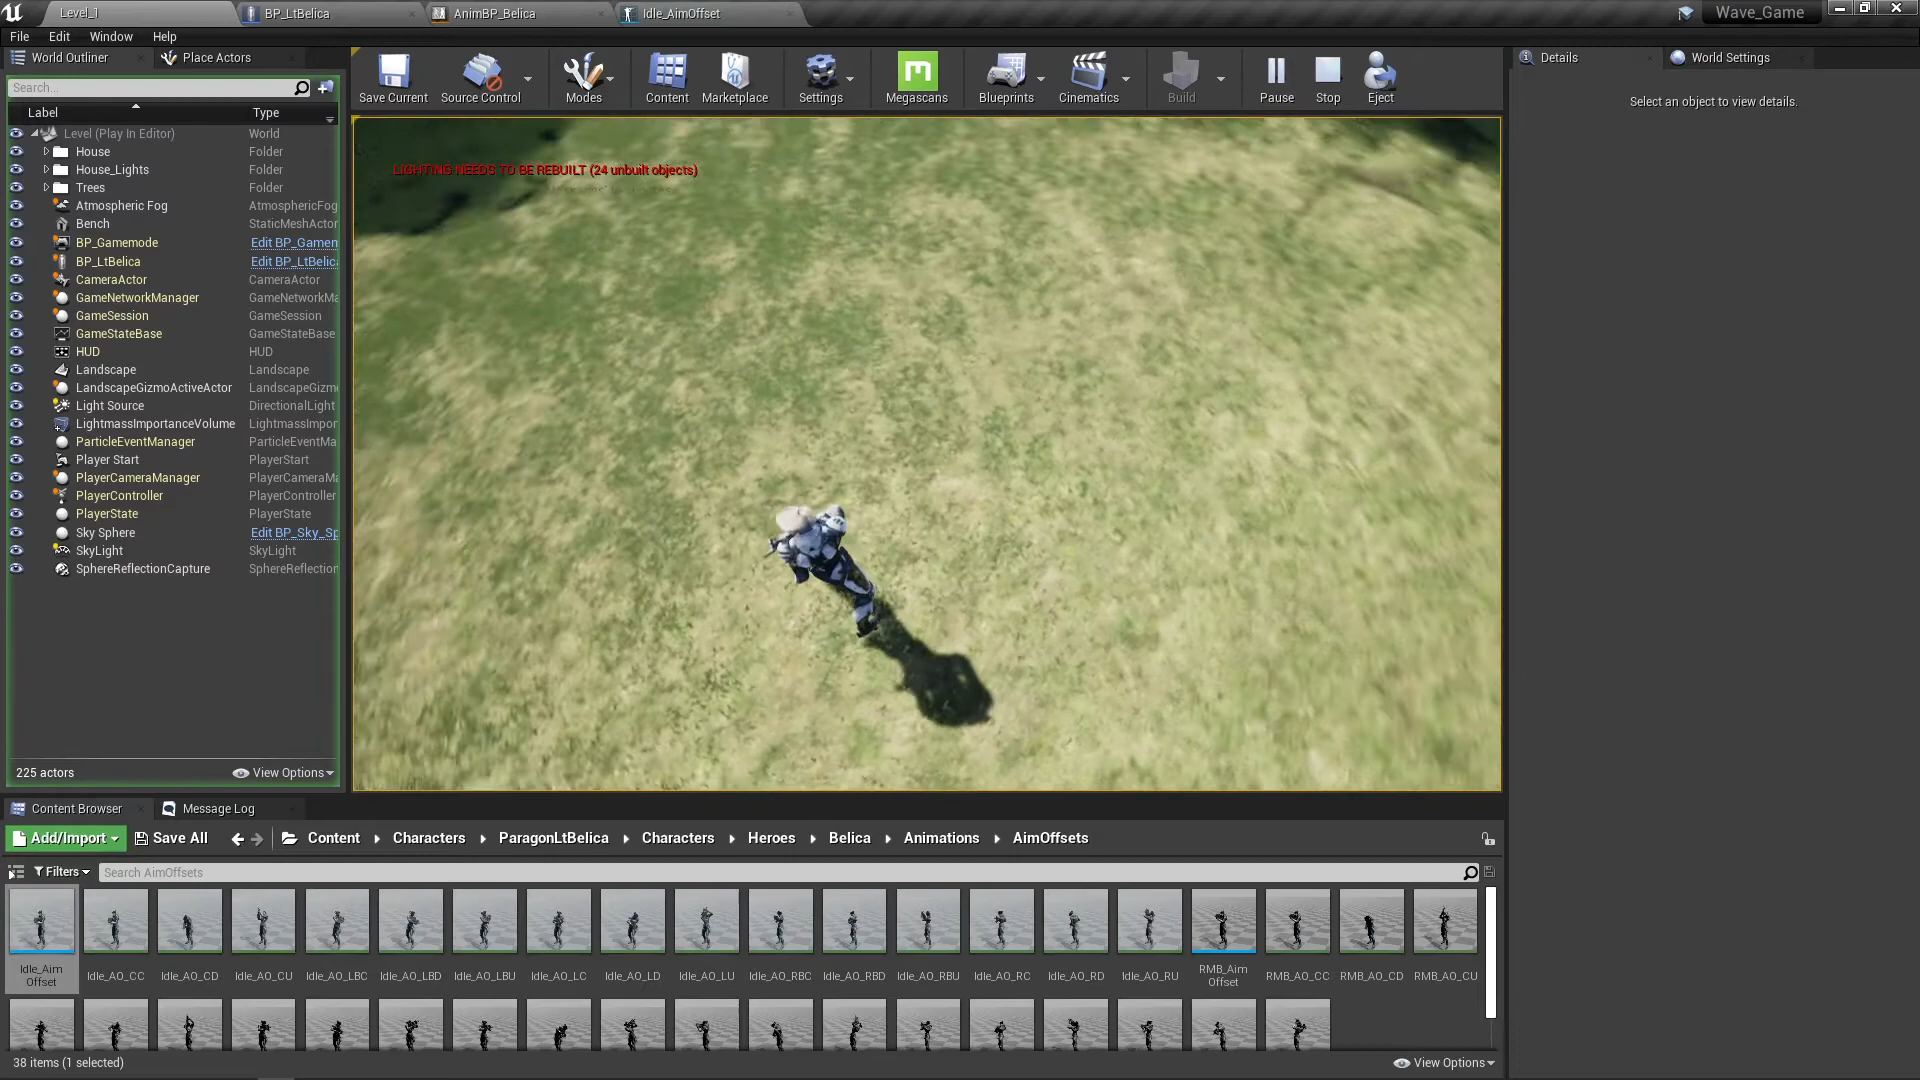 Level_1
BP_LtBelica
AnimBP_Belica
Idle_AimOffset
Wave_Game
File
Edit
Window
Help
World Outliner
Place Actors
Search...
Label
Type
Level (Play In Editor)
World
House
Folder
House_Lights
Folder
Trees
Folder
Atmospheric Fog
AtmosphericFog
Bench
StaticMeshActor
BP_Gamemode
Edit BP_Gamem
BP_LtBelica
Edit BP_LtBelica
CameraActor
CameraActor
GameNetworkManager
GameNetworkMa
GameSession
GameSession
GameStateBase
GameStateBase
HUD
HUD
Landscape
Landscape
LandscapeGizmoActiveActor
LandscapeGizmo
Light Source
DirectionalLight
LightmassImportanceVolume
LightmassImpor
ParticleEventManager
ParticleEventMa
Player Start
PlayerStart
PlayerCameraManager
PlayerCameraMa
PlayerController
PlayerController
PlayerState
PlayerState
Sky Sphere
Edit BP_Sky_Sp
SkyLight
SkyLight
SphereReflectionCapture
SphereReflection
225 actors
View Options
Save Current
Source Control
Modes
Content
Marketplace
Settings
Megascans
Blueprints
Cinematics
Build
Pause
Stop
Eject
LIGHTING NEEDS TO BE REBUILT (24 unbuilt objects)
Details
World Settings
Select an object to view details.
Content Browser
Message Log
Add/Import
Save All
Content
Characters
ParagonLtBelica
Characters
Heroes
Belica
Animations
AimOffsets
Filters
Search AimOffsets
Idle_Aim
Offset
Idle_AO_CC
Idle_AO_CD
Idle_AO_CU
Idle_AO_LBC
Idle_AO_LBD
Idle_AO_LBU
Idle_AO_LC
Idle_AO_LD
Idle_AO_LU
Idle_AO_RBC
Idle_AO_RBD
Idle_AO_RBU
Idle_AO_RC
Idle_AO_RD
Idle_AO_RU
RMB_Aim
Offset
RMB_AO_CC
RMB_AO_CD
RMB_AO_CU
38 items (1 selected)
View Options